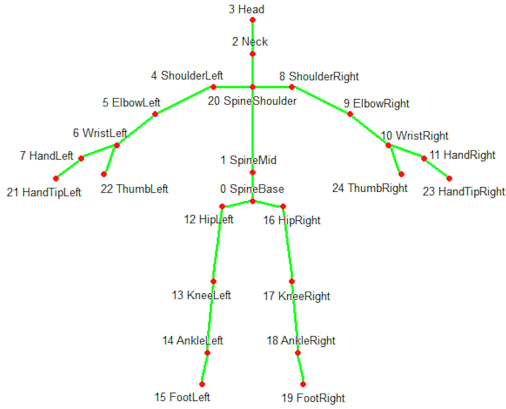 3 Head
2 Neck
4 ShoulderLeft
8 ShoulderRight
20 SpineShoulder
5 ElbowLeft
9 ElbowRight
6 WristLeft
10 WristRight
7 HandLeft
11 HandRight
1 SpineMid
21 HandTipLeft
22 ThumbLeft
0 SpineBase
24 ThumbRight
23 HandTipRight
12 HipLeft
16 HipRight
13 KneeLeft
17 KneeRight
14 AnkleLeft
18 AnkleRight
15 FootLeft
19 FootRight